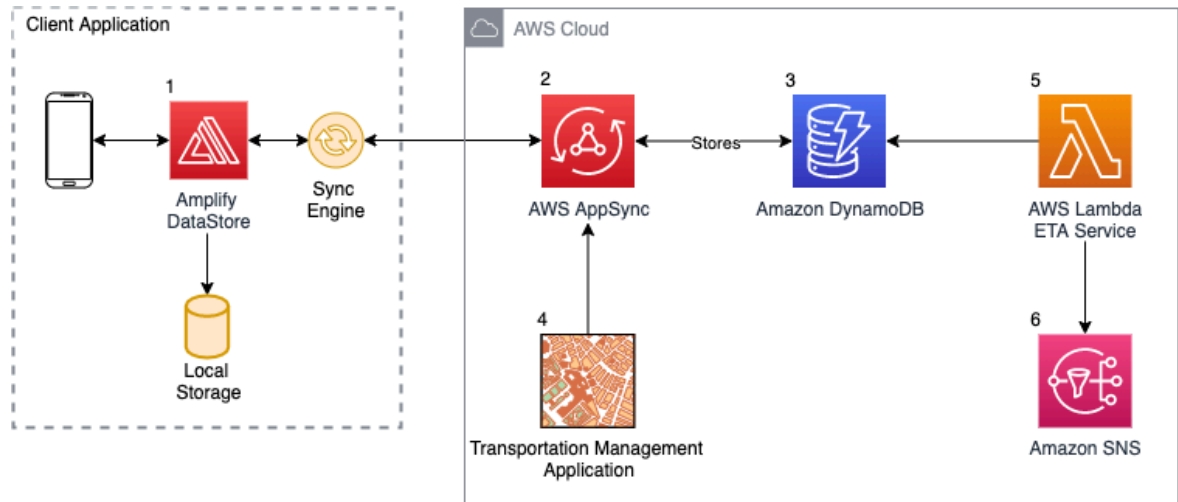 Client Application
AWS Cloud
1
2
3
5
Stores
Amplify
DataStore
Sync
Engine
AWS AppSync
Amazon DynamoDB
AWS Lambda
ETA Service
4
6
Local
Storage
Transportation Management
Application
Amazon SNS